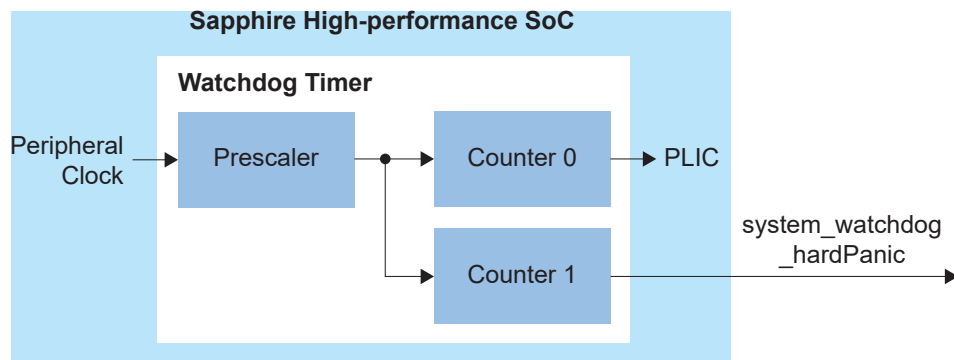 Sapphire High-performance SoC
Watchdog Timer
Peripheral
Clock
Prescaler
Counter 0
PLIC
Counter 1
system_watchdog
_hardPanic